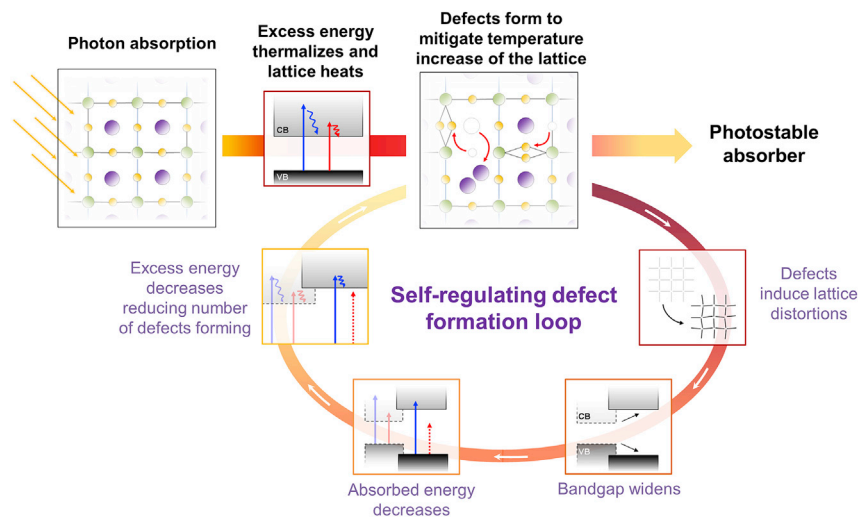 Photon absorption
Excess energy
thermalizes and
lattice heats
Defects form to
mitigate temperature
increase of the lattice
CB
VB
Photostable
absorber
Excess energy
decreases
reducing number
of defects forming
Self-regulating defect
formation loop
Defects
induce lattice
distortions
CB
VB
Absorbed energy
decreases
Bandgap widens